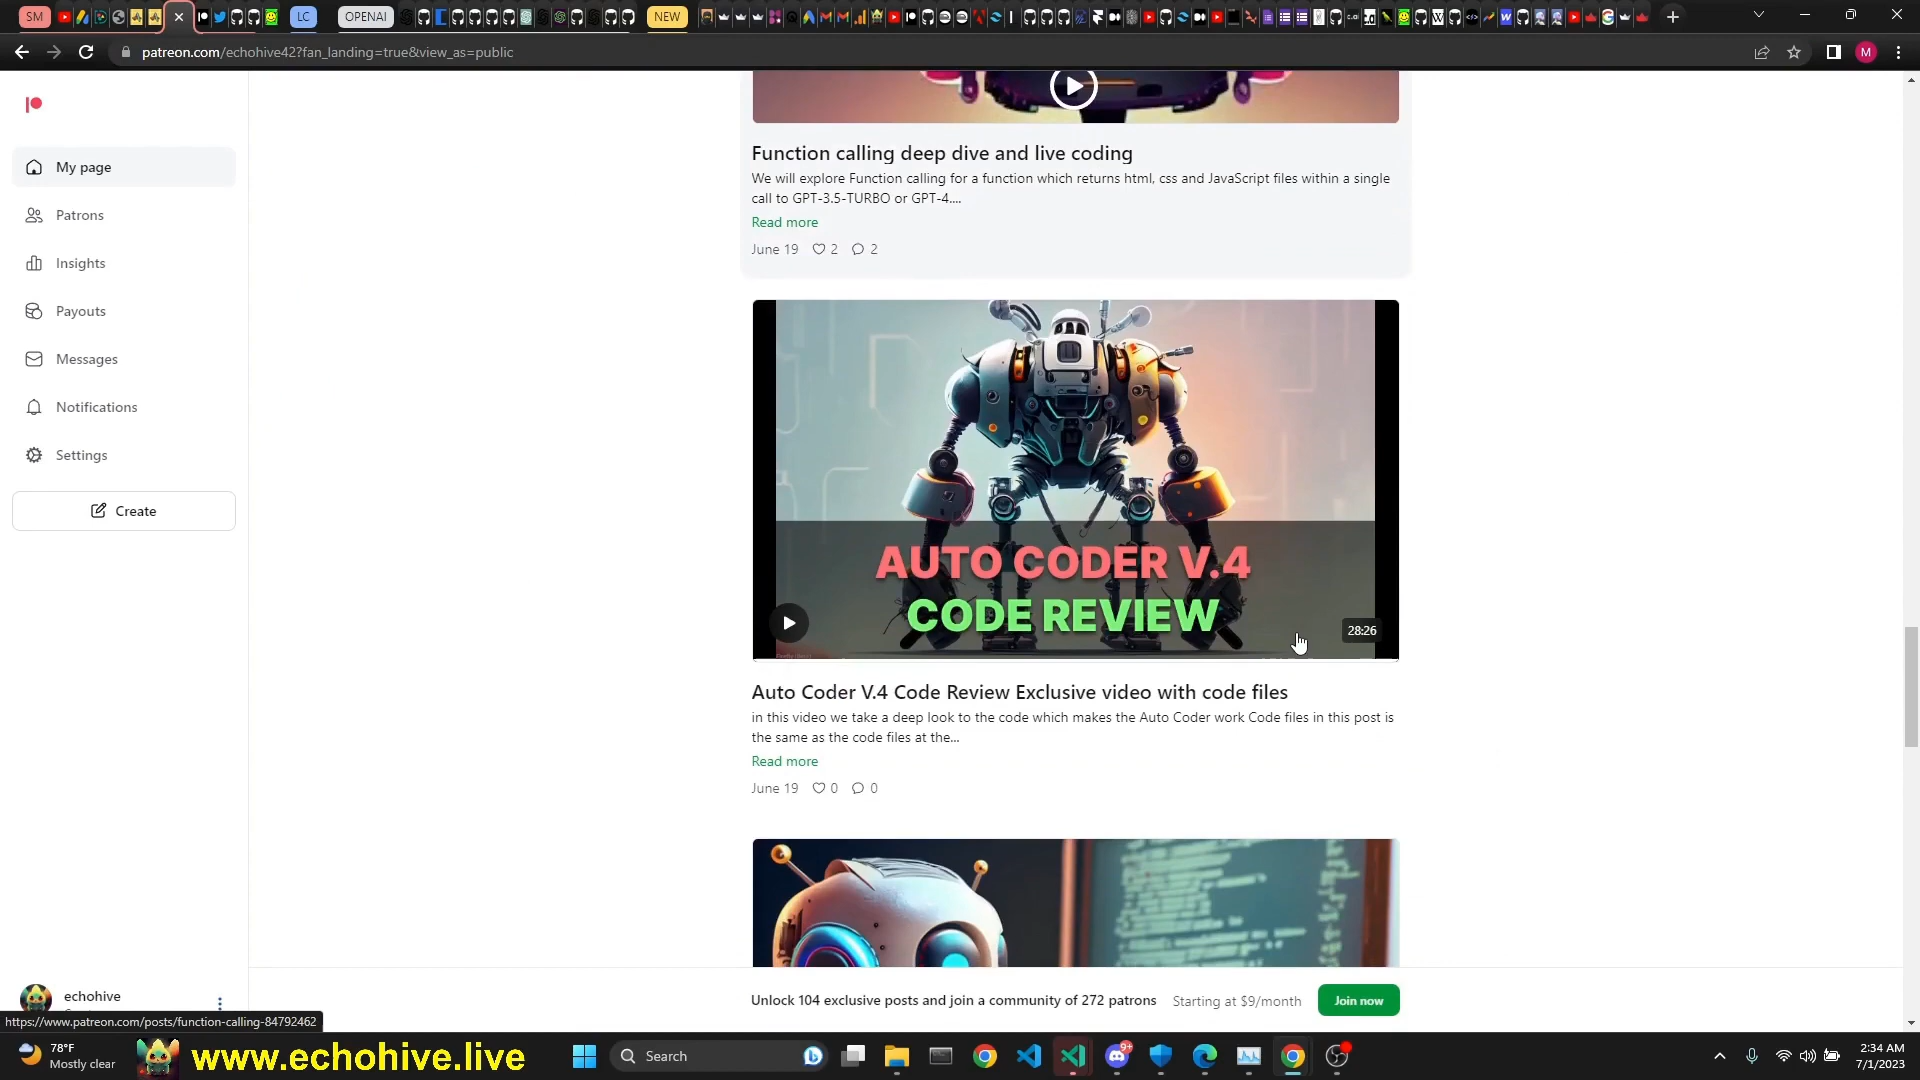 SM
LC
OPENAI
NEW
patreon.com/echohive42?fan_landing=true&view_as=public
M
My page
Patrons
Insights
Payouts
Messages
Notifications
Settings
Create
Function calling deep dive and live coding
We will explore Function calling for a function which returns html, css and JavaScript files within a single
call to GPT-3.5-TURBO or GPT-4....
Read more
June 19 2 2
AUTO CODER V.4
CODE REVIEW
28:26
Auto Coder V.4 Code Review Exclusive video with code files
in this video we take a deep look to the code which makes the Auto Coder work Code files in this post is
the same as the code files at the...
Read more
June 19 0 0
echohive
Unlock 104 exclusive posts and join a community of 272 patrons Starting at $9/month Join now
https://www.patreon.com/posts/function-calling-84792462
78°F
Mostly clear
www.echohive.live
Search
9+
2:34 AM
7/1/2023